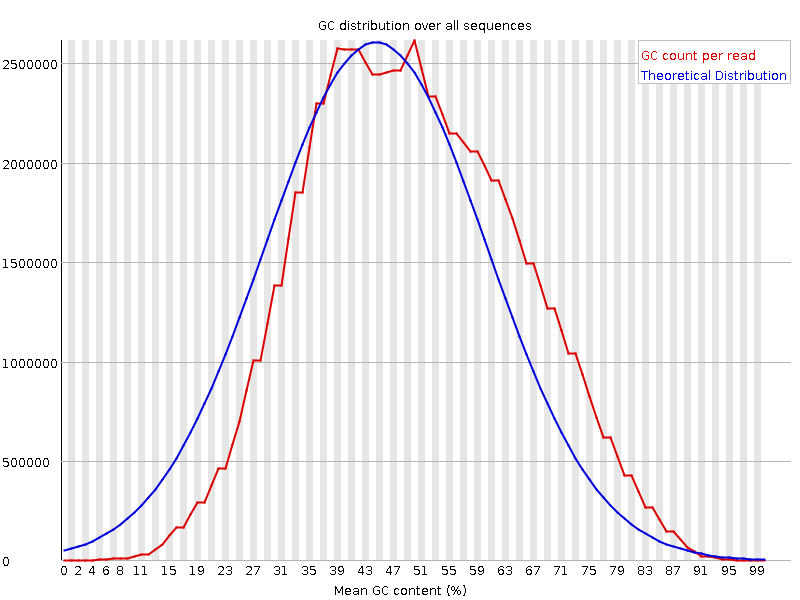 GC distribution over all sequences
GC count per read
Theoretical Distribution
2500000
2000000
1500000
1000000
500000
0
0 2 4 6 8 11 15 19 23 27 31 35 39 43 47 51 55 59 63 67 71 75 79 83 87 91 95 99
Mean GC content (%)